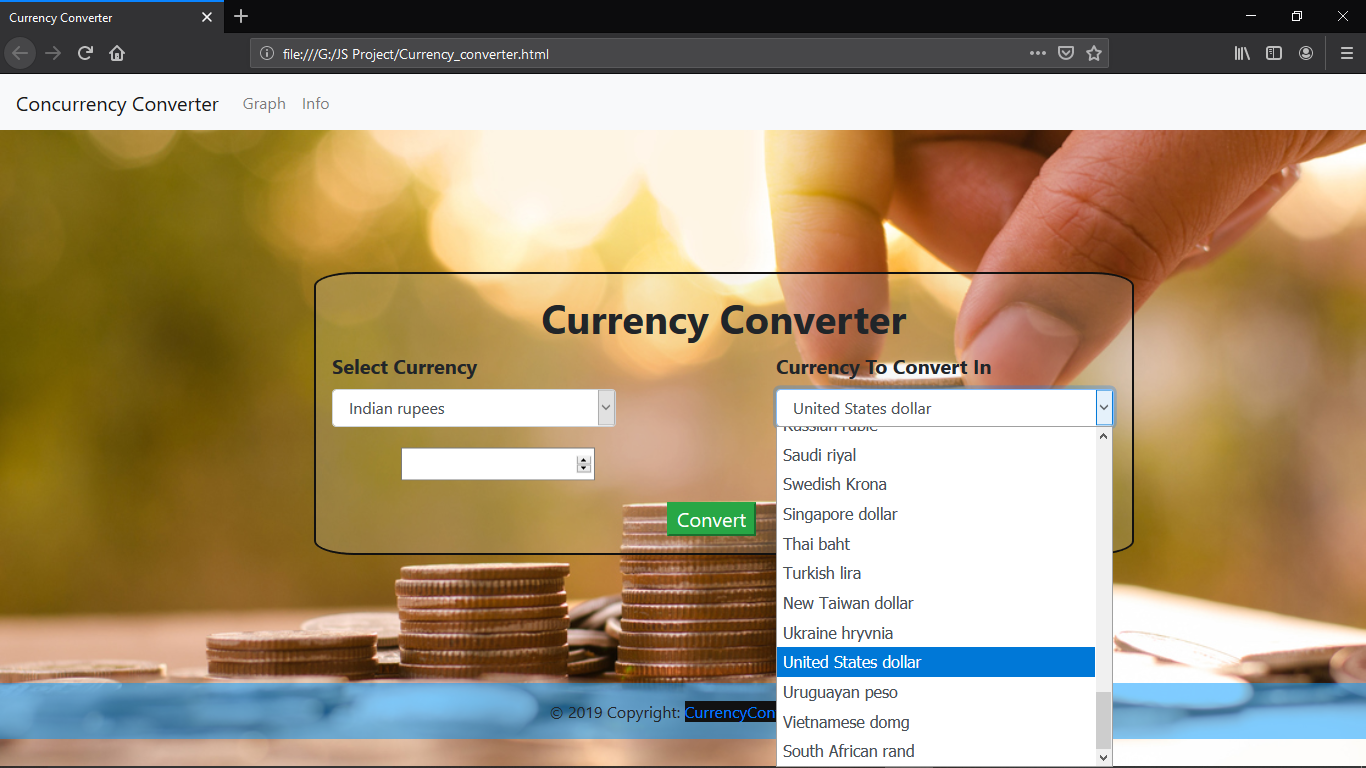 Currency Converter
file:///G:/JS Project/Currency_converter.html
Concurrency Converter Graph Info
Currency Converter
Select Currency Currency To Convert In
Indian rupees United States dollar
Russian ruble
Saudi riyal
Swedish Krona
Singapore dollar
Convert
Thai baht
Turkish lira
New Taiwan dollar
Ukraine hryvnia
United States dollar
Uruguayan peso
© 2019 Copyright: CurrencyCon
Vietnamese domg
South African rand